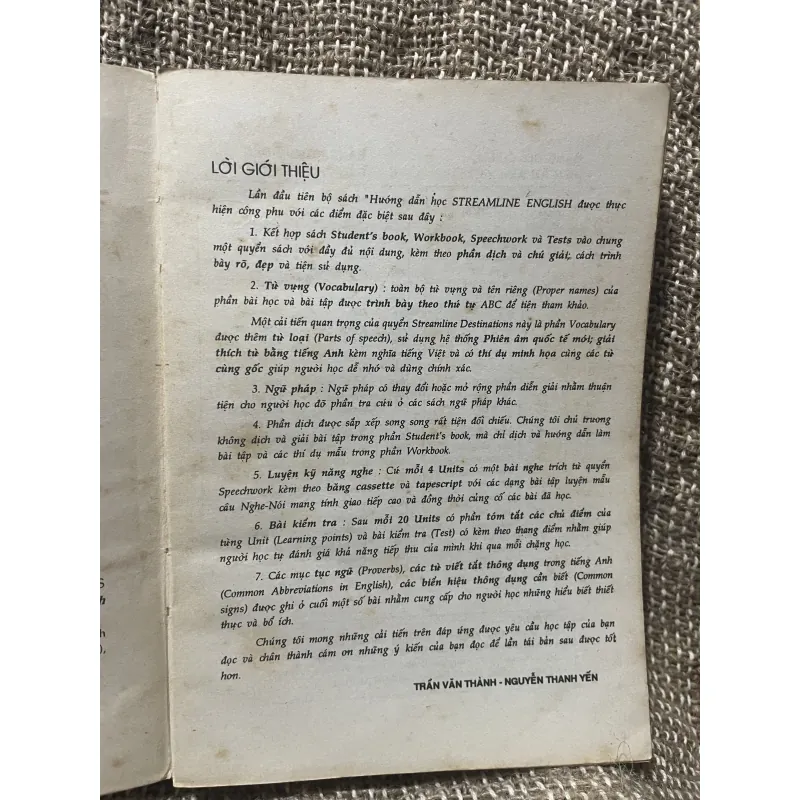 LỜI GIỚI THIỆU
Lần đầu tiên bộ sách "Hướng dẫn học STREAMLINE ENGLISH được thực
hiện công phu với các điểm đặc biệt sau đây :
1. Kết hợp sách Student's book, Workbook, Speechwork và Tests vào chung
một quyển sách với đầy đủ nội dung, kèm theo phần dịch và chú giải, cách trình
bày rõ, đẹp và tiện sử dụng.
2. Từ vựng (Vocabulary) : toàn bộ từ vựng và tên riêng (Proper names) của
phần bài học và bài tập được trình bày theo thứ tự ABC để tiện tham khảo.
Một cải tiến quan trọng của quyển Streamline Destinations này là phần Vocabulary
được thêm từ loại (Parts of speech), sử dụng hệ thống Phiên âm quốc tế mới; giải
thích từ bằng tiếng Anh kèm nghĩa tiếng Việt và có thí dụ minh họa cùng các từ
cùng gốc giúp người học dễ nhớ và dùng chính xác.
3. Ngữ pháp : Ngữ pháp có thay đổi hoặc mở rộng phần diễn giải nhằm thuận
tiện cho người học đỡ phần tra cứu ở các sách ngữ pháp khác.
4. Phần dịch được sắp xếp song song rất tiện đối chiếu. Chúng tôi chủ trương
không dịch và giải bài tập trong phần Student's book, mà chỉ dịch và hướng dẫn làm
bài tập và các thí dụ mẫu trong phần Workbook.
5. Luyện kỹ năng nghe : Cứ mỗi 4 Units có một bài nghe trích từ quyển
Speechwork kèm theo băng cassette và tapescript với các dạng bài tập luyện mẫu
câu Nghe-Nói mang tính giao tiếp cao và đồng thời củng cố các bài đã học.
6. Bài kiểm tra : Sau mỗi 20 Units có phần tóm tắt các chủ điểm của
từng Unit (Learning points) và bài kiểm tra (Test) có kèm theo thang điểm nhằm giúp
người học tự đánh giá khả năng tiếp thu của mình khi qua mỗi chặng học.
7. Các mục tục ngữ (Proverbs), các từ viết tắt thông dụng trong tiếng Anh
(Common Abbreviations in English), các biển hiệu thông dụng cần biết (Common
signs) được ghi ở cuối một số bài nhằm cung cấp cho người học những hiểu biết thiết
thực và bổ ích.
Chúng tôi mong những cải tiến trên đáp ứng được yêu cầu học tập của bạn
đọc và chân thành cám ơn những ý kiến của bạn đọc để lần tái bản sau được tốt
hơn.
TRẦN VĂN THÀNH - NGUYỄN THANH YẾN